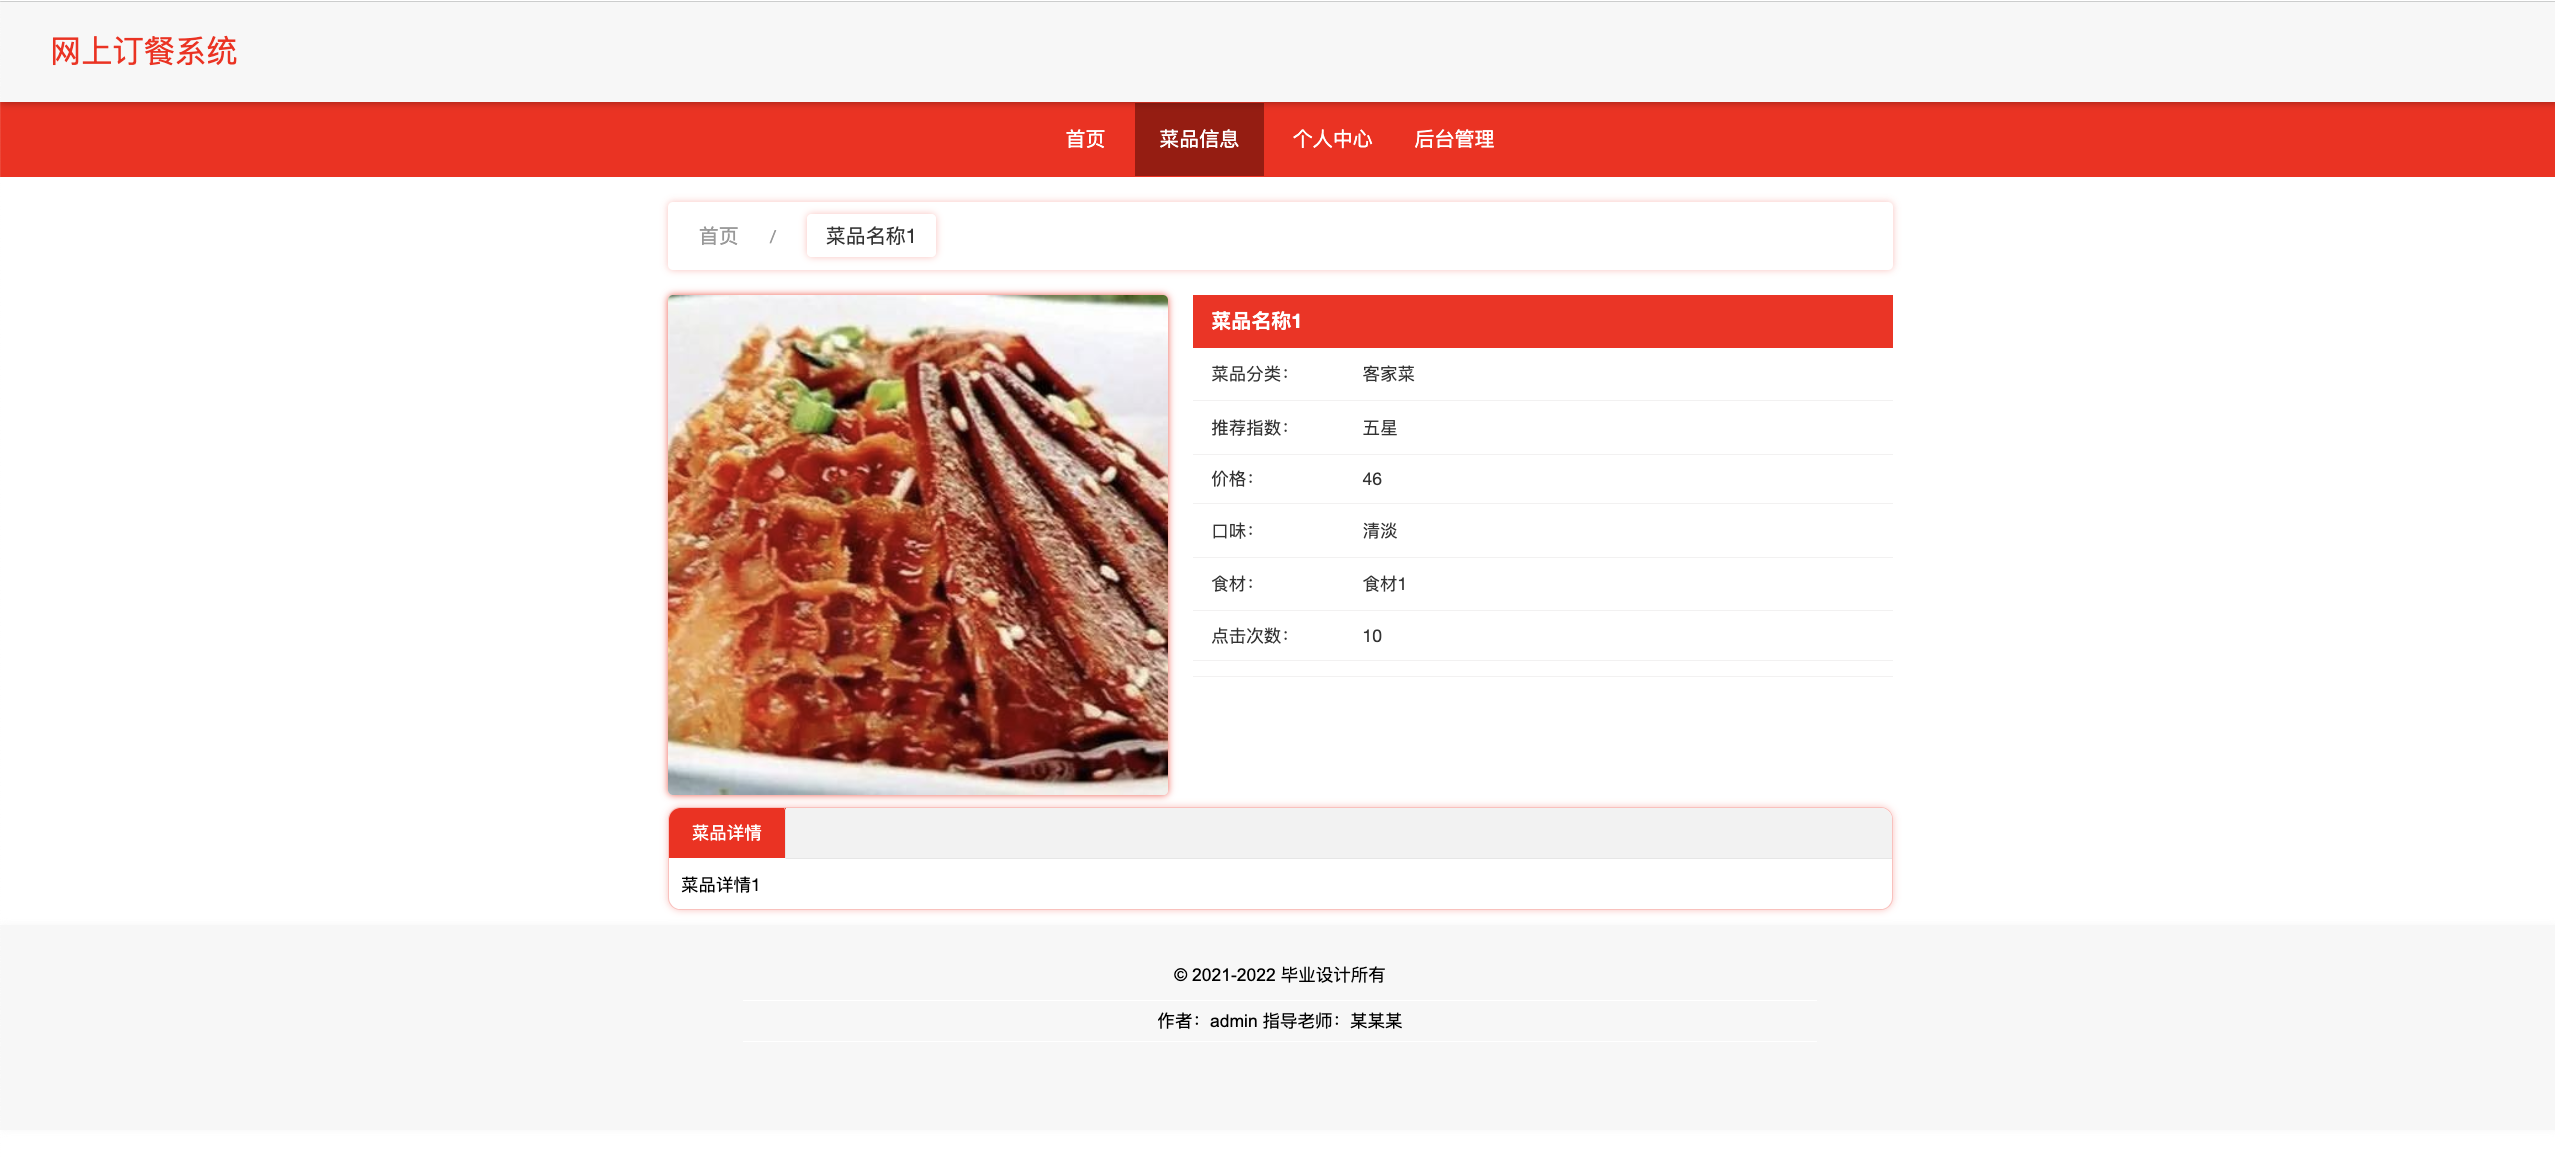 网上订餐系统
首页 菜品信息 个人中心 后台管理
首页 / 菜品名称1
菜品名称1
菜品分类： 客家菜
推荐指数： 五星
价格： 46
口味： 清淡
食材： 食材1
点击次数： 10
菜品详情
菜品详情1
© 2021-2022 毕业设计所有
作者：admin 指导老师：某某某